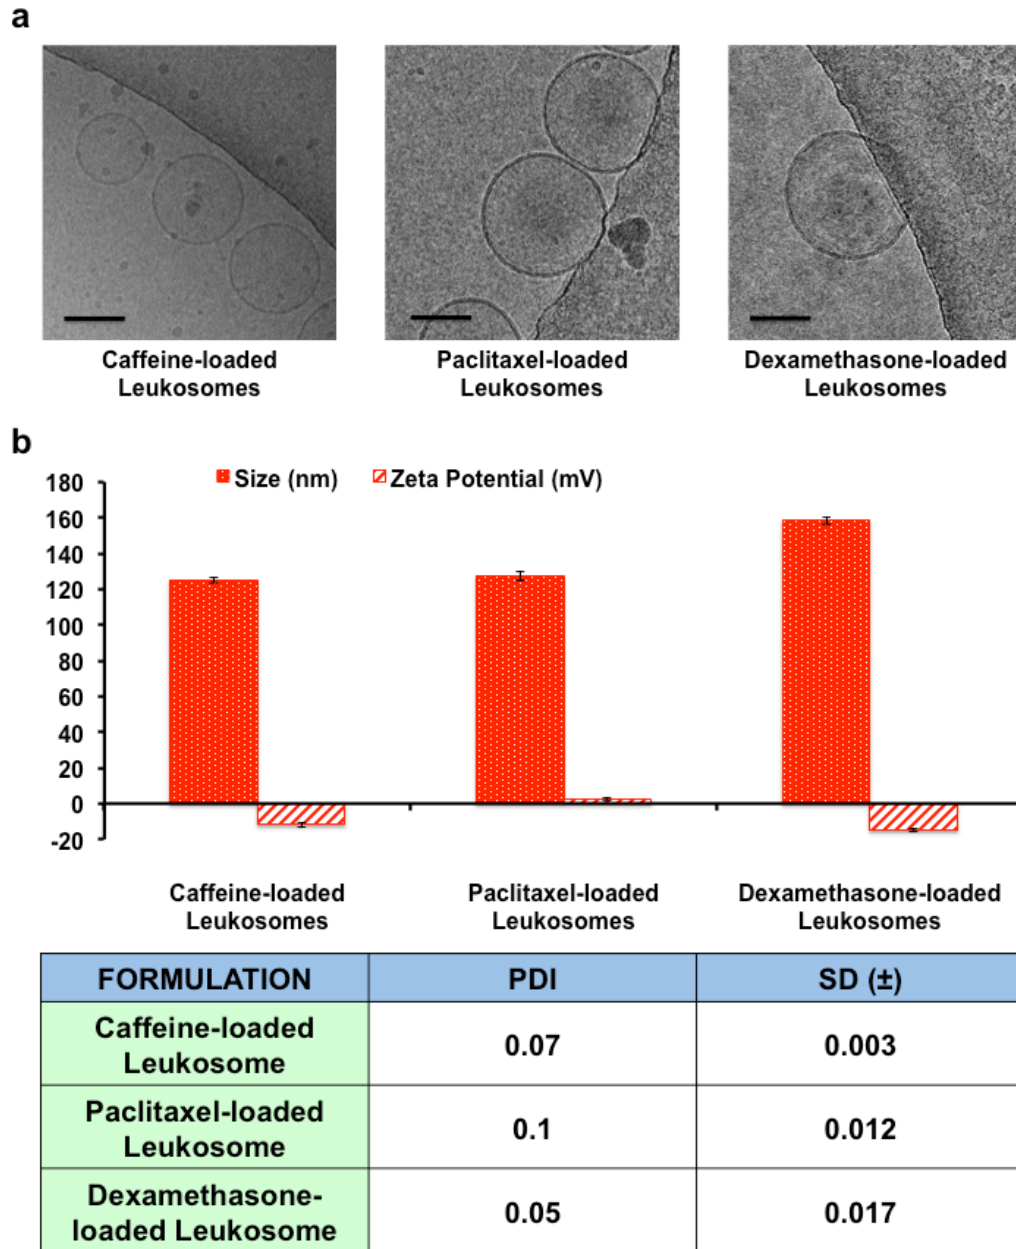 a
Caffeine-loaded
Leukosomes
Paclitaxel-loaded
Leukosomes
Dexamethasone-loaded
Leukosomes
b
Size (nm)
Zeta Potential (mV)
180
160
140
120
100
80
60
40
20
0
-20
Caffeine-loaded
Leukosomes
Paclitaxel-loaded
Leukosomes
Dexamethasone-loaded
Leukosomes
FORMULATION PDI SD (±)
Caffeine-loaded
Leukosome 0.07 0.003
Paclitaxel-loaded
Leukosome 0.1 0.012
Dexamethasone-
loaded Leukosome 0.05 0.017